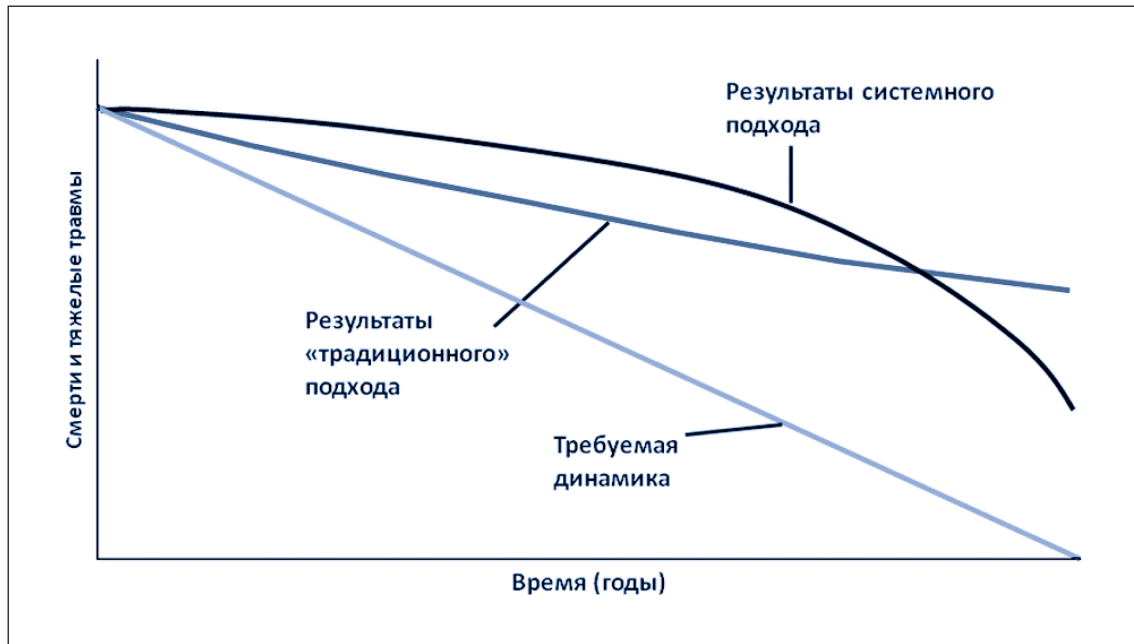 Результаты системного
подхода
Результаты
«традиционного»
подхода
Требуемая
динамика
Смерти и тяжелые травмы
Время (годы)